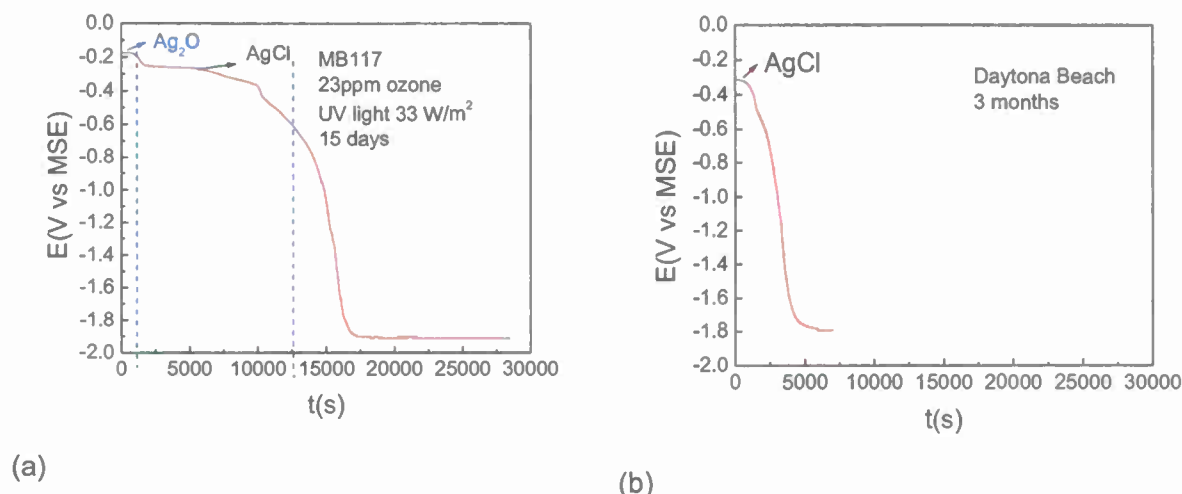 0.0
-0.2
-0.4
-0.6
-0.8
-1.0
-1.2
-1.4
-1.6
-1.8
-2.0
E(V vs MSE)
Ag₂O
AgCl
MB117
23ppm ozone
UV light 33 W/m²
15 days
0 5000 10000 15000 20000 25000 30000
t(s)
(a)
0.0
-0.2
-0.4
-0.6
-0.8
-1.0
-1.2
-1.4
-1.6
-1.8
-2.0
E(V vs MSE)
AgCl
Daytona Beach
3 months
0 5000 10000 15000 20000 25000 30000
t(s)
(b)